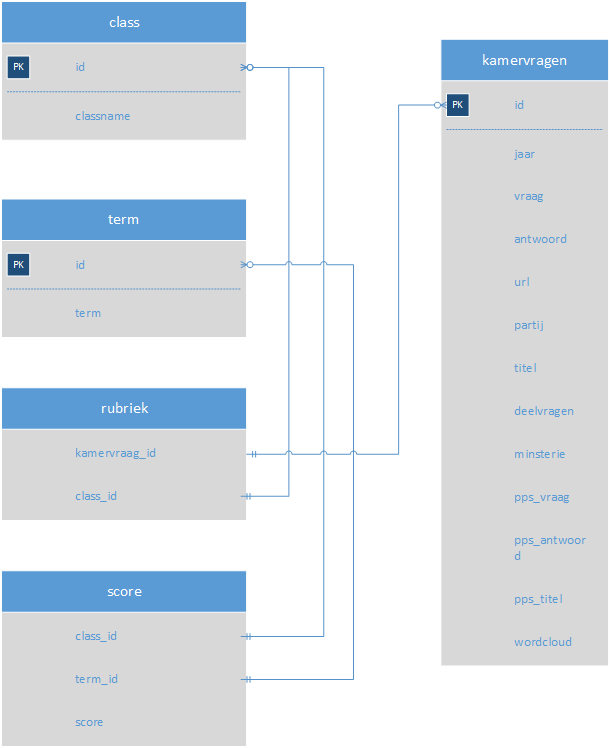 class
PK
id
classname
term
PK
id
term
rubriek
kamervraag_id
class_id
score
class_id
term_id
score
kamervragen
PK
id
jaar
vraag
antwoord
url
partij
titel
deelvragen
minsterie
pps_vraag
pps_antwoor
d
pps_titel
wordcloud